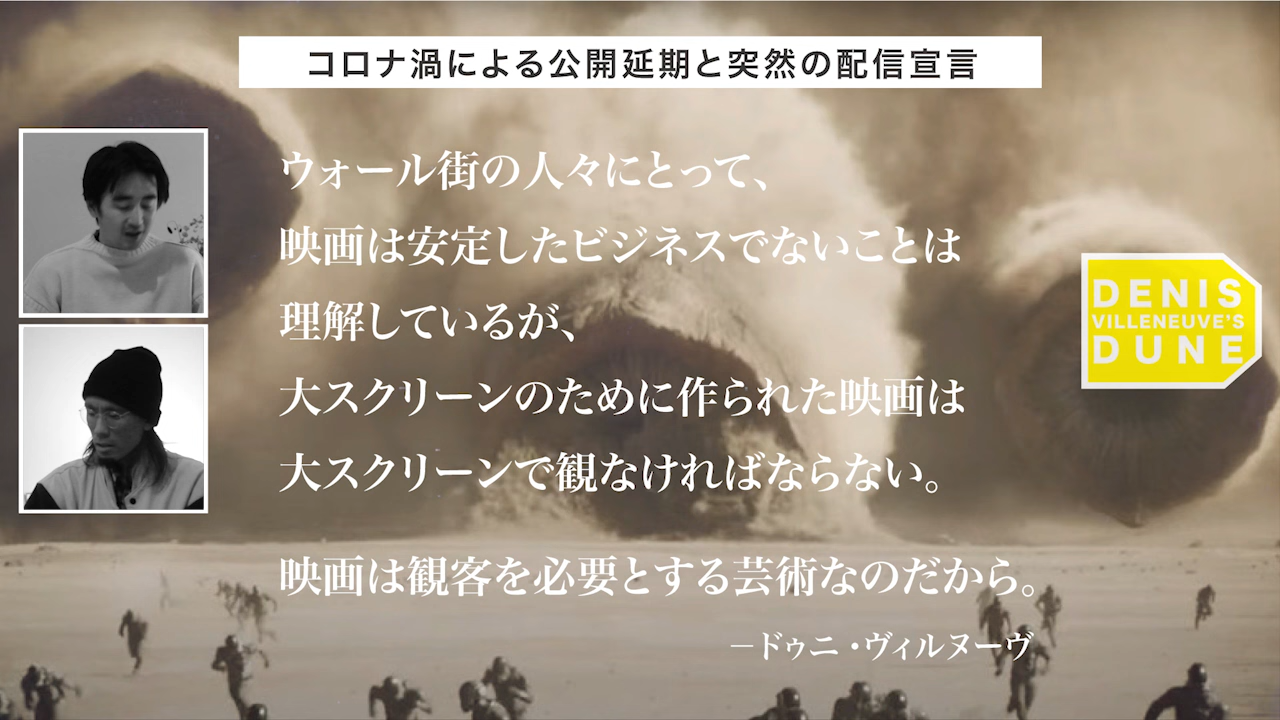 コロナ渦による公開延期と突然の配信宣言
ウォール街の人々にとって、
映画は安定したビジネスでないことは
理解しているが、
大スクリーンのために作られた映画は
大スクリーンで観なければならない。
映画は観客を必要とする芸術なのだから。
―ドゥニ・ヴィルヌーヴ
DENIS
VILLENEUVE'S
DUNE